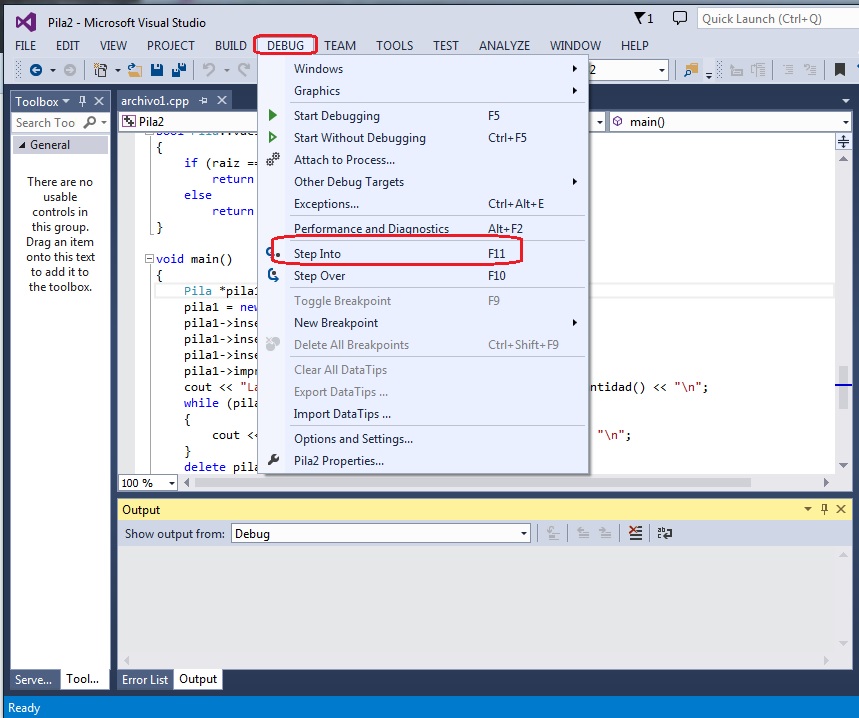 Pila2 - Microsoft Visual Studio
1
Quick Launch (Ctrl+Q)
FILE EDIT VIEW PROJECT BUILD DEBUG TEAM TOOLS TEST ANALYZE WINDOW HELP
2
Toolbox
Search Too
General
There are no
usable
controls in
this group.
Drag an item
onto this text
to add it to
the toolbox.
archivo1.cpp
Pila2
main()
{
if (raiz ==
return
else
return
}
void main()
{
Pila *pila1
pila1 = new
pila1->inse
pila1->inse
pila1->inse
pila1->impr
cout << "La
ntidad() << "\n";
while (pila
{
cout <<
"\n";
}
delete pila
100 %
Windows
Graphics
Start Debugging F5
Start Without Debugging Ctrl+F5
Attach to Process...
Other Debug Targets
Exceptions... Ctrl+Alt+E
Performance and Diagnostics Alt+F2
Step Into F11
Step Over F10
Toggle Breakpoint F9
New Breakpoint
Delete All Breakpoints Ctrl+Shift+F9
Clear All DataTips
Export DataTips ...
Import DataTips ...
Options and Settings...
Pila2 Properties...
Output
Show output from: Debug
Serve... Tool...
Error List Output
Ready